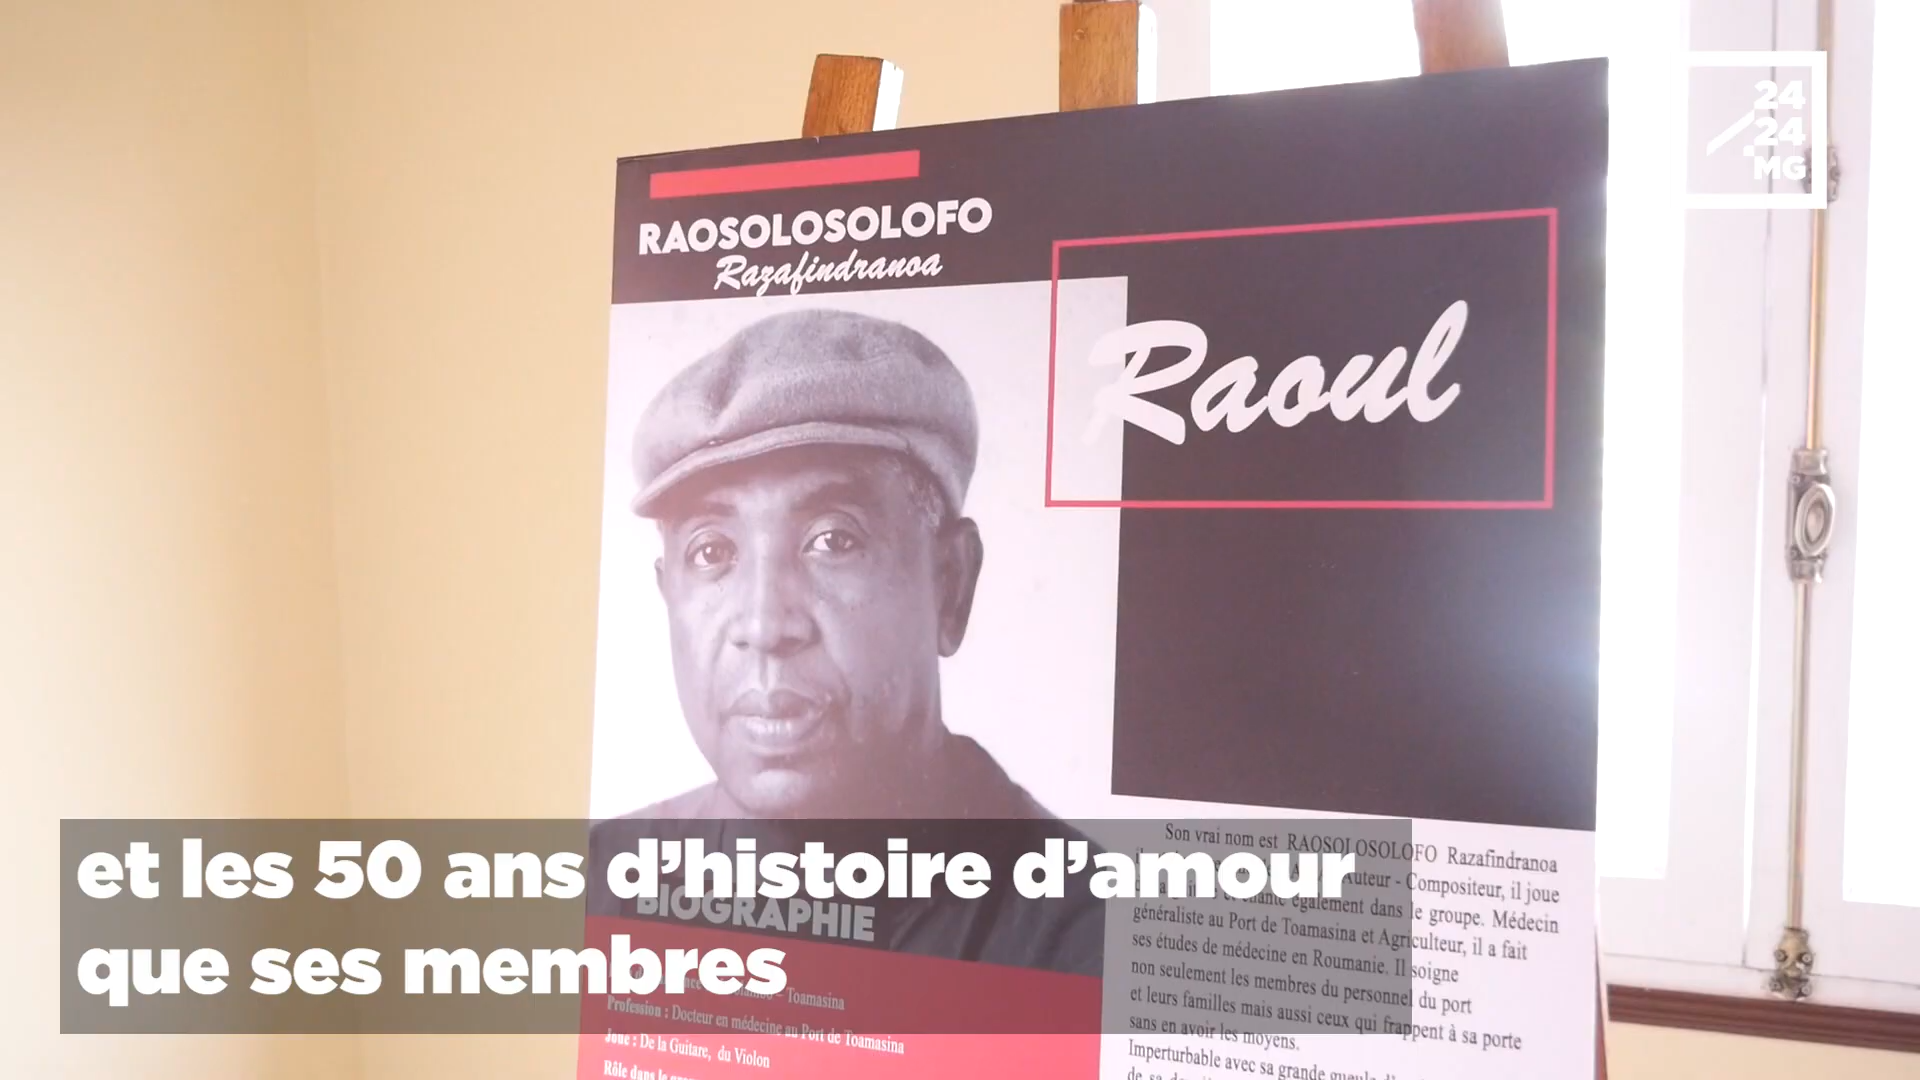 24
24
MG
RAOSOLOSOLOFO
Razafindranoa
Raoul
et les 50 ans d’histoire d’amour
que ses membres
BIOGRAPHIE
Toamasina
Profession : Docteur en médecine au Port de Toamasina
Joue : De la Guitare, du Violon
Rôle dans le
Son vrai nom est RAOSOLOSOLOFO Razafindranoa
Auteur - Compositeur, il joue
également dans le groupe. Médecin
généraliste au Port de Toamasina et Agriculteur, il a fait
ses études de médecine en Roumanie. Il soigne
non seulement les membres du personnel du port
et leurs familles mais aussi ceux qui frappent à sa porte
sans en avoir les moyens.
Imperturbable avec sa grande